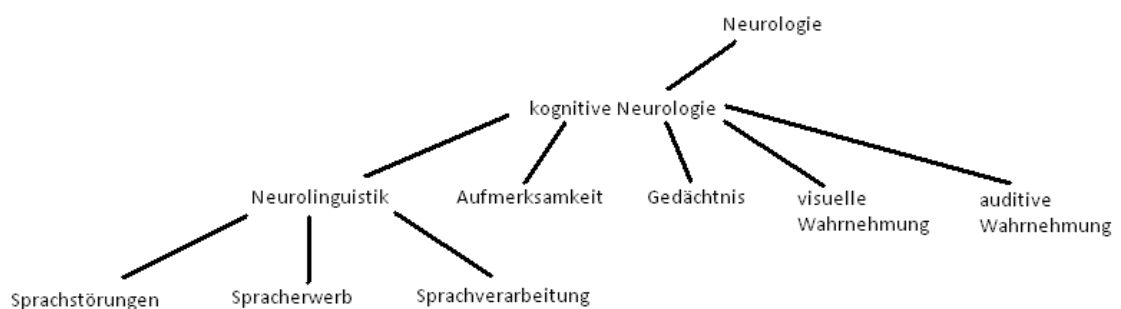 Neurologie
kognitive Neurologie
Neurolinguistik
Aufmerksamkeit
Gedächtnis
visuelle
Wahrnehmung
auditive
Wahrnehmung
Sprachstörungen
Spracherwerb
Sprachverarbeitung